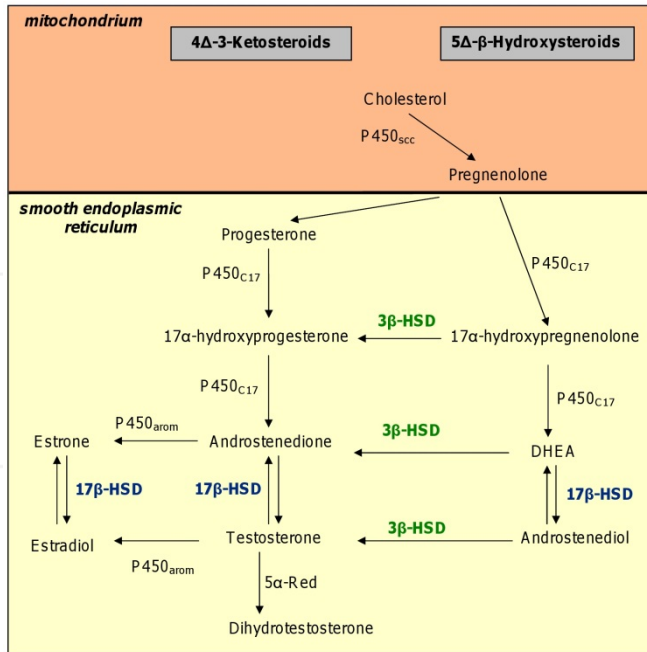 mitochondrium
4Δ-3-Ketosteroids
5Δ-β-Hydroxysteroids
Cholesterol
P450scc
Pregnenolone
smooth endoplasmic
reticulum
Progesterone
P450C17
P450C17
3β-HSD
17α-hydroxyprogesterone
17α-hydroxypregnenolone
P450C17
P450C17
P450arom
3β-HSD
Estrone
Androstenedione
DHEA
17β-HSD
17β-HSD
17β-HSD
3β-HSD
Estradiol
Testosterone
Androstenediol
P450arom
5α-Red
Dihydrotestosterone